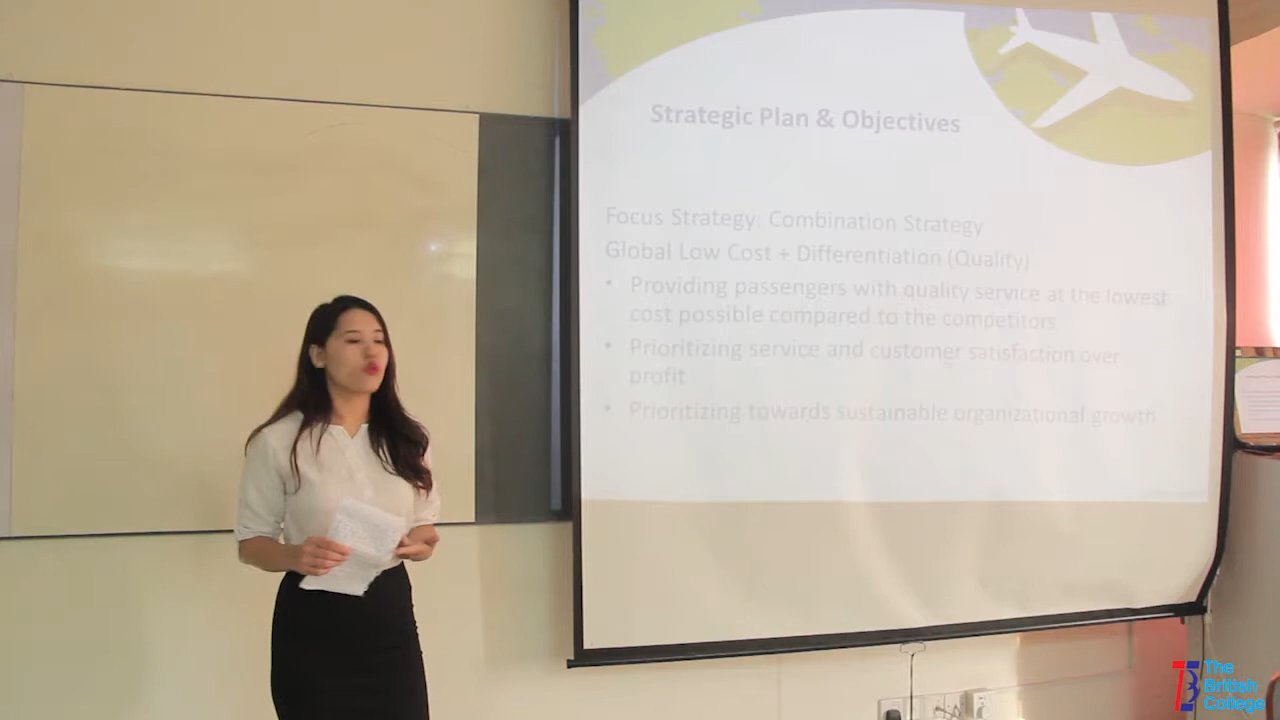 Strategic Plan & Objectives
Focus Strategy: Combination Strategy
Global Low Cost + Differentiation (Quality)
• Providing passengers with quality service at the lowest
cost possible compared to the competitors
• Prioritizing service and customer satisfaction over
profit
• Prioritizing towards sustainable organizational growth
The
British
College